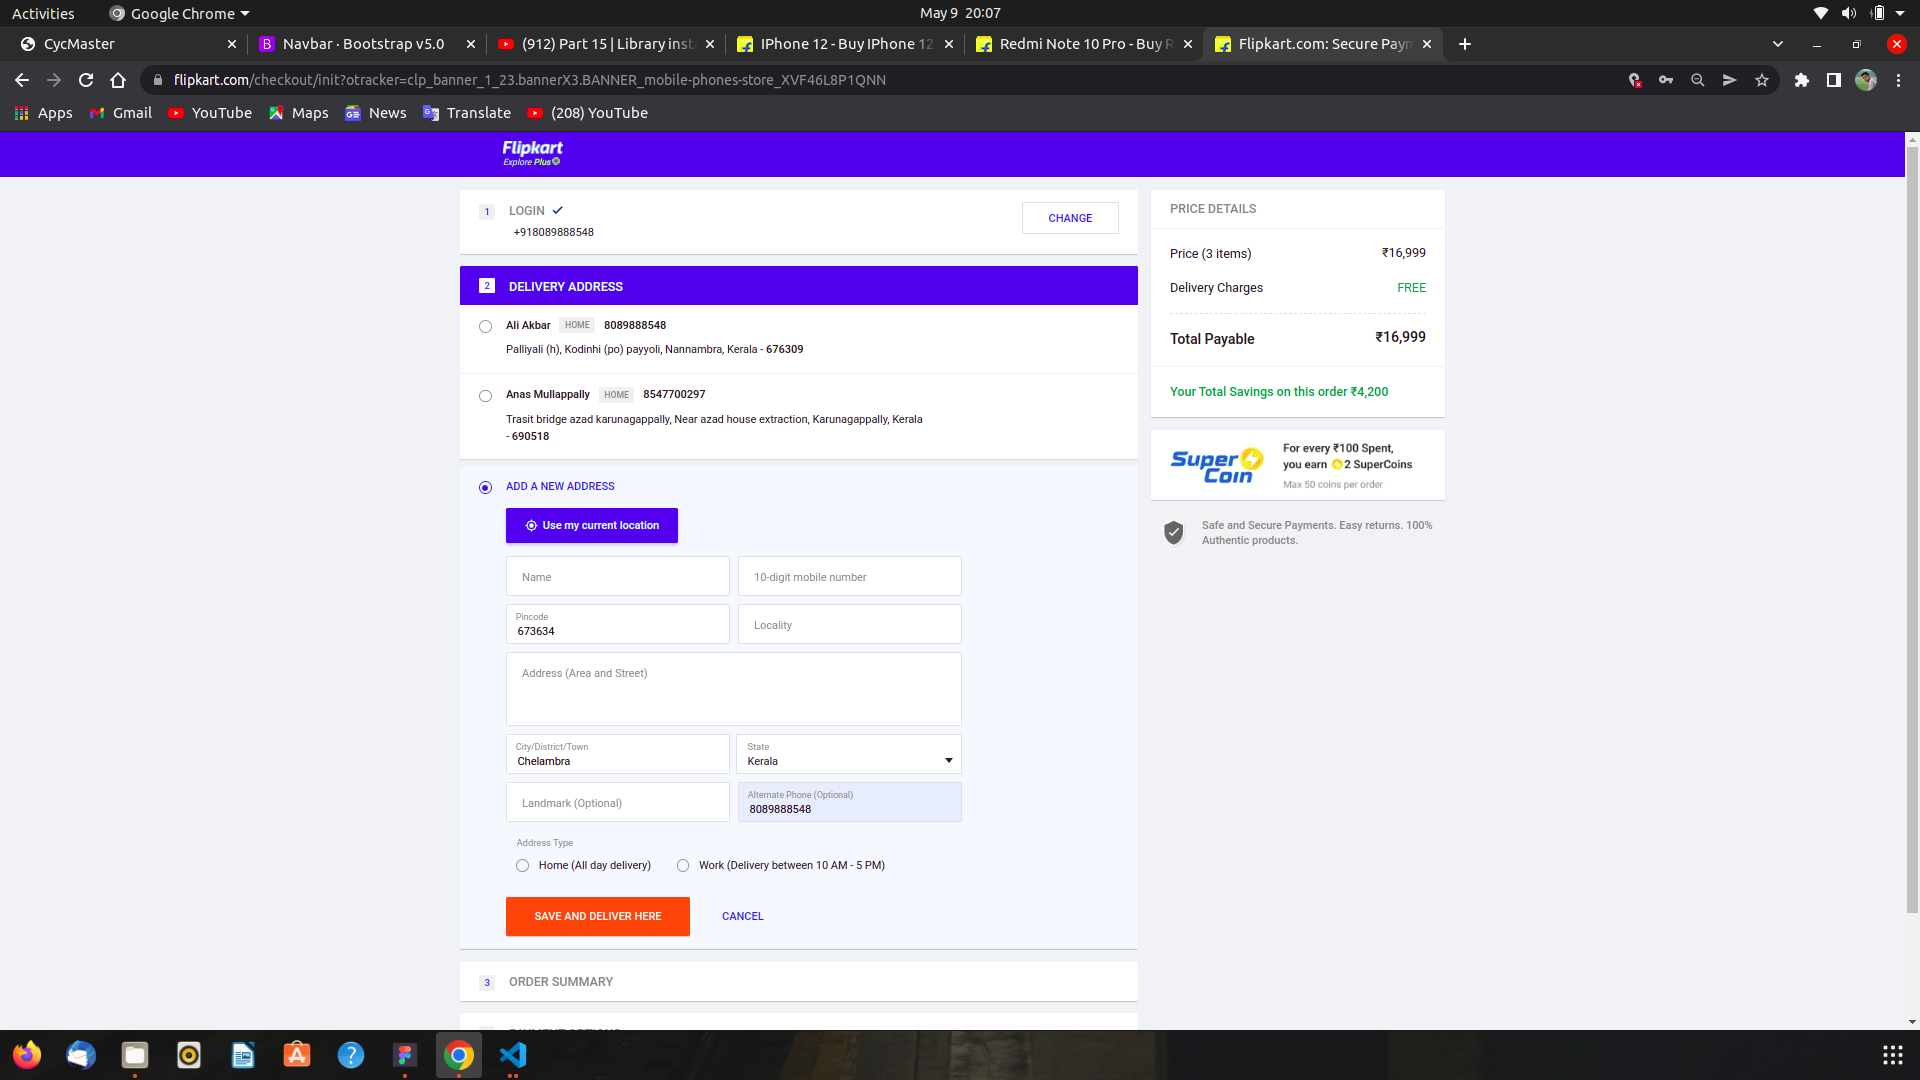 Activities
Google Chrome
May 9 20:07
CycMaster
Navbar · Bootstrap v5.0
(912) Part 15 | Library inst
IPhone 12 - Buy IPhone 12
Redmi Note 10 Pro - Buy R
Flipkart.com: Secure Paym
flipkart.com/checkout/init?otracker=clp_banner_1_23.bannerX3.BANNER_mobile-phones-store_XVF46L8P1QNN
Apps
Gmail
YouTube
Maps
News
Translate
(208) YouTube
Flipkart
Explore Plus
1
LOGIN
+918089888548
CHANGE
2
DELIVERY ADDRESS
Ali Akbar HOME 8089888548
Palliyali (h), Kodinhi (po) payyoli, Nannambra, Kerala - 676309
Anas Mullappally HOME 8547700297
Trasit bridge azad karunagappally, Near azad house extraction, Karunagappally, Kerala
- 690518
ADD A NEW ADDRESS
Use my current location
Name
10-digit mobile number
Pincode
673634
Locality
Address (Area and Street)
City/District/Town
Chelambra
State
Kerala
Landmark (Optional)
Alternate Phone (Optional)
8089888548
Address Type
Home (All day delivery)
Work (Delivery between 10 AM - 5 PM)
SAVE AND DELIVER HERE
CANCEL
3
ORDER SUMMARY
PAYMENT OPTIONS
PRICE DETAILS
Price (3 items) ₹16,999
Delivery Charges FREE
Total Payable ₹16,999
Your Total Savings on this order ₹4,200
Super
Coin
For every ₹100 Spent,
you earn 2 SuperCoins
Max 50 coins per order
Safe and Secure Payments. Easy returns. 100%
Authentic products.